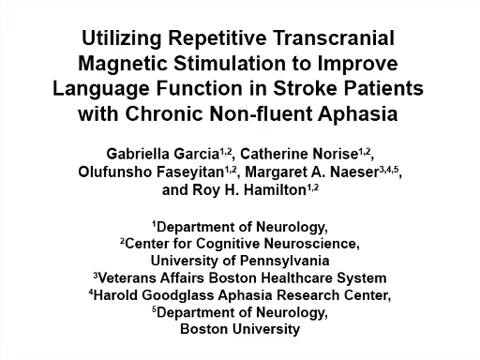 Utilizing Repetitive Transcranial
Magnetic Stimulation to Improve
Language Function in Stroke Patients
with Chronic Non-fluent Aphasia
Gabriella Garcia¹,², Catherine Norise¹,²,
Olufunsho Faseyitan¹,², Margaret A. Naeser³,⁴,⁵,
and Roy H. Hamilton¹,²
¹Department of Neurology,
²Center for Cognitive Neuroscience,
University of Pennsylvania
³Veterans Affairs Boston Healthcare System
⁴Harold Goodglass Aphasia Research Center,
⁵Department of Neurology,
Boston University